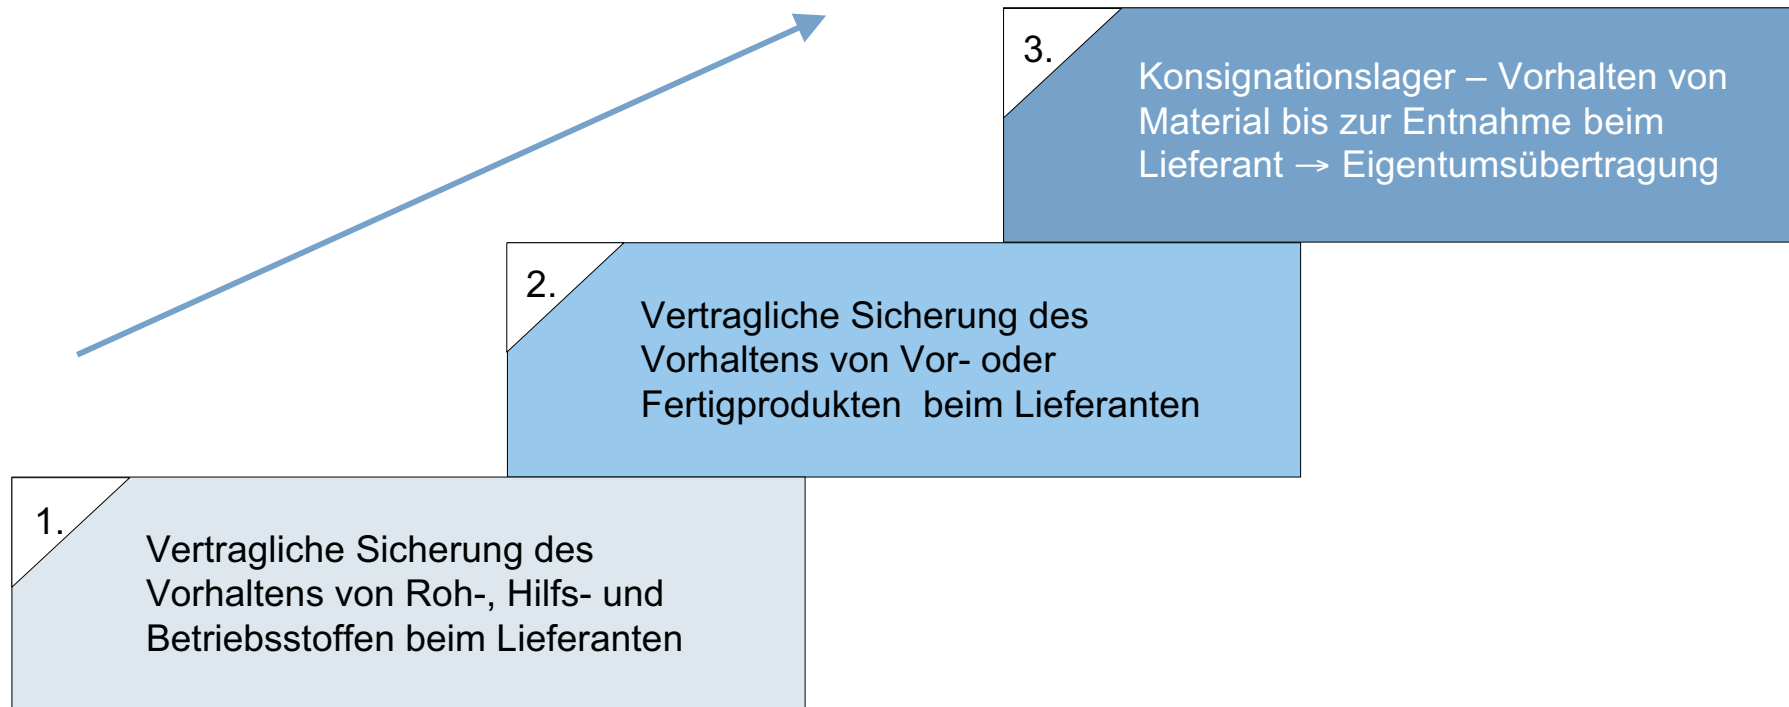 3.
Konsignationslager – Vorhalten von
Material bis zur Entnahme beim
Lieferant → Eigentumsübertragung
2.
Vertragliche Sicherung des
Vorhaltens von Vor- oder
Fertigprodukten  beim Lieferanten
1.
Vertragliche Sicherung des
Vorhaltens von Roh-, Hilfs- und
Betriebsstoffen beim Lieferanten